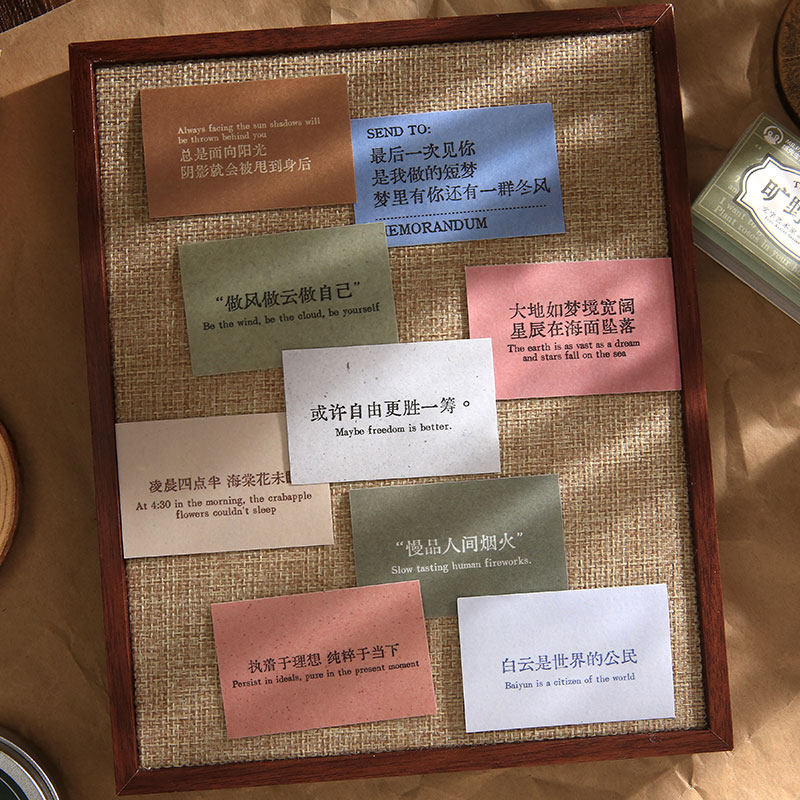 Always facing the sun shadows will
be thrown behind you
总是面向阳光
阴影就会被甩到身后
SEND TO:
最后一次见你
是我做的短梦
梦里有你还有一群冬风
MEMORANDUM
“做风做云做自己”
Be the wind, be the cloud, be yourself
大地如梦境宽阔
星辰在海面坠落
The earth is as vast as a dream
and stars fall on the sea
或许自由更胜一筹。
Maybe freedom is better.
凌晨四点半 海棠花未
At 4:30 in the morning, the crabapple
flowers couldn't sleep
“慢品人间烟火”
Slow tasting human fireworks.
执着于理想 纯粹于当下
Persist in ideals, pure in the present moment
白云是世界的公民
Baiyun is a citizen of the world
旷野